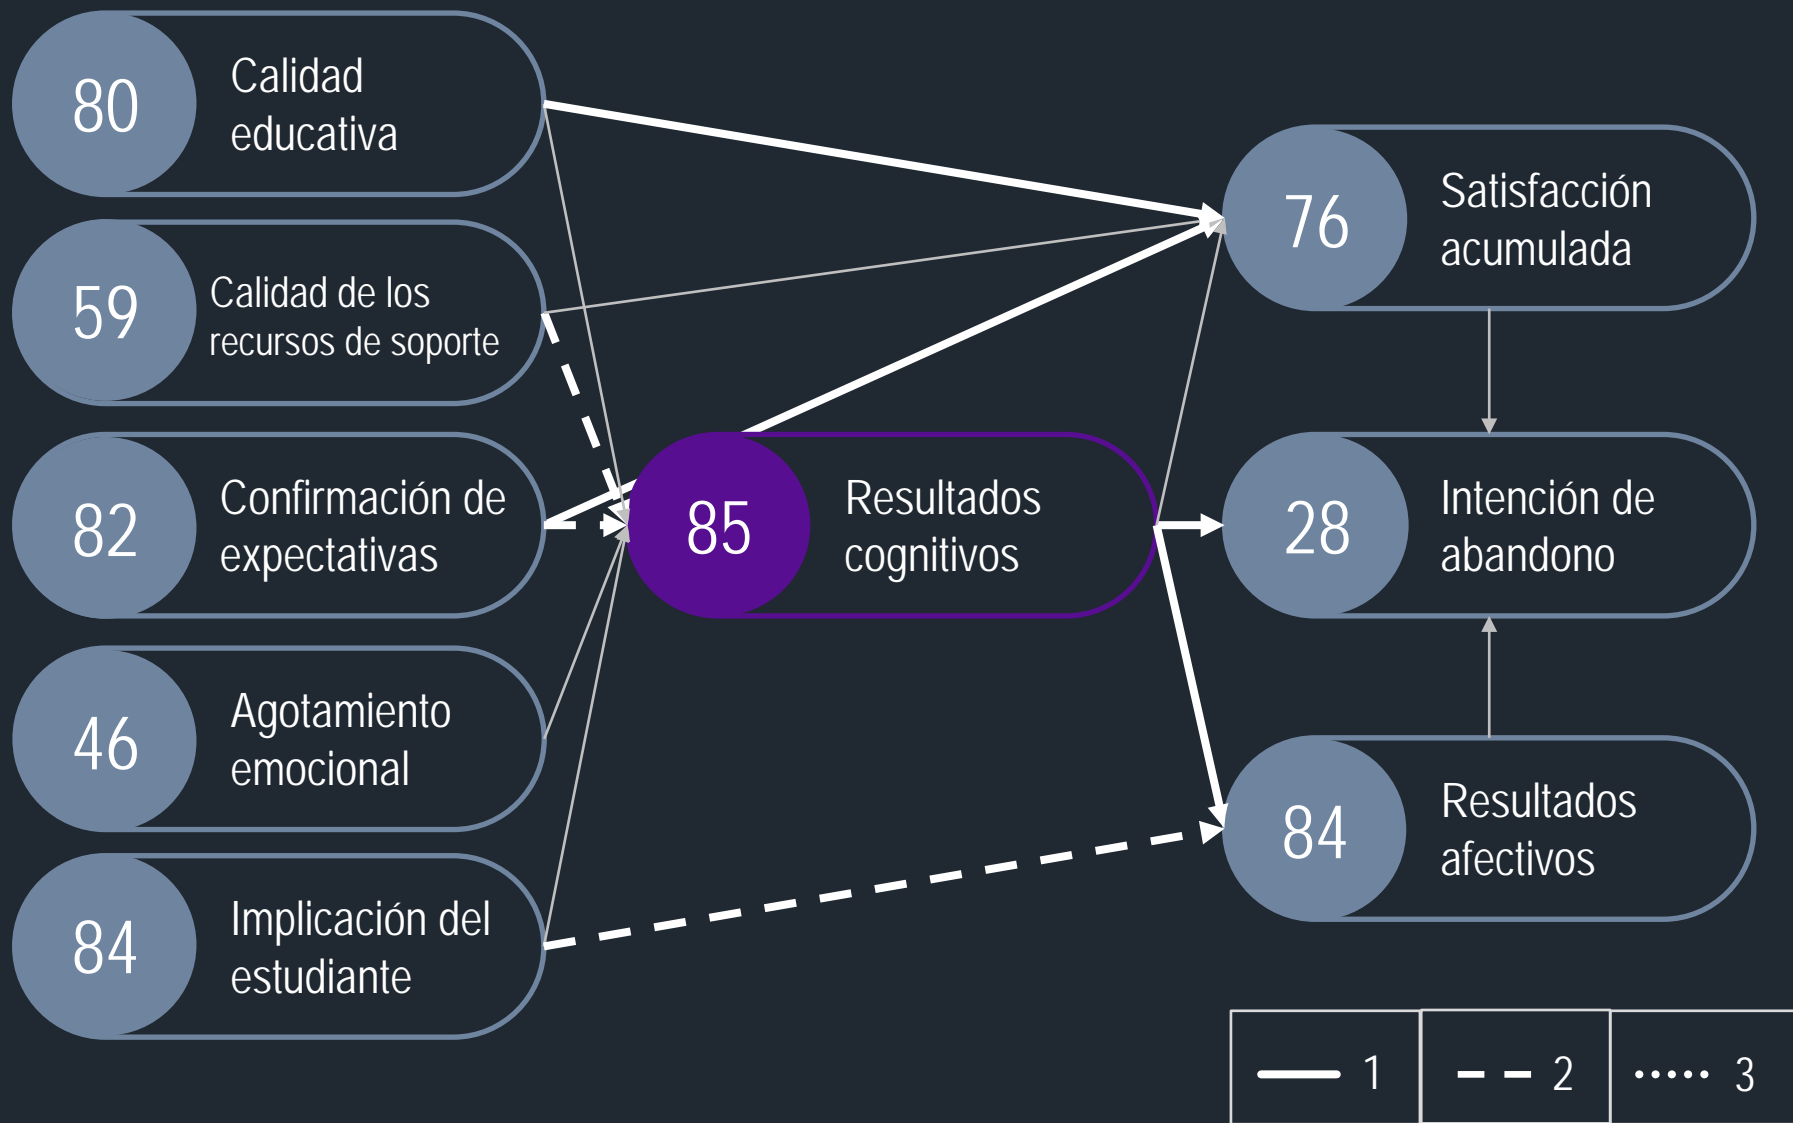 80
Calidad
educativa
59
Calidad de los
recursos de soporte
82
Confirmación de
expectativas
46
Agotamiento
emocional
84
Implicación del
estudiante
85
Resultados
cognitivos
76
Satisfacción
acumulada
28
Intención de
abandono
84
Resultados
afectivos
1
2
3